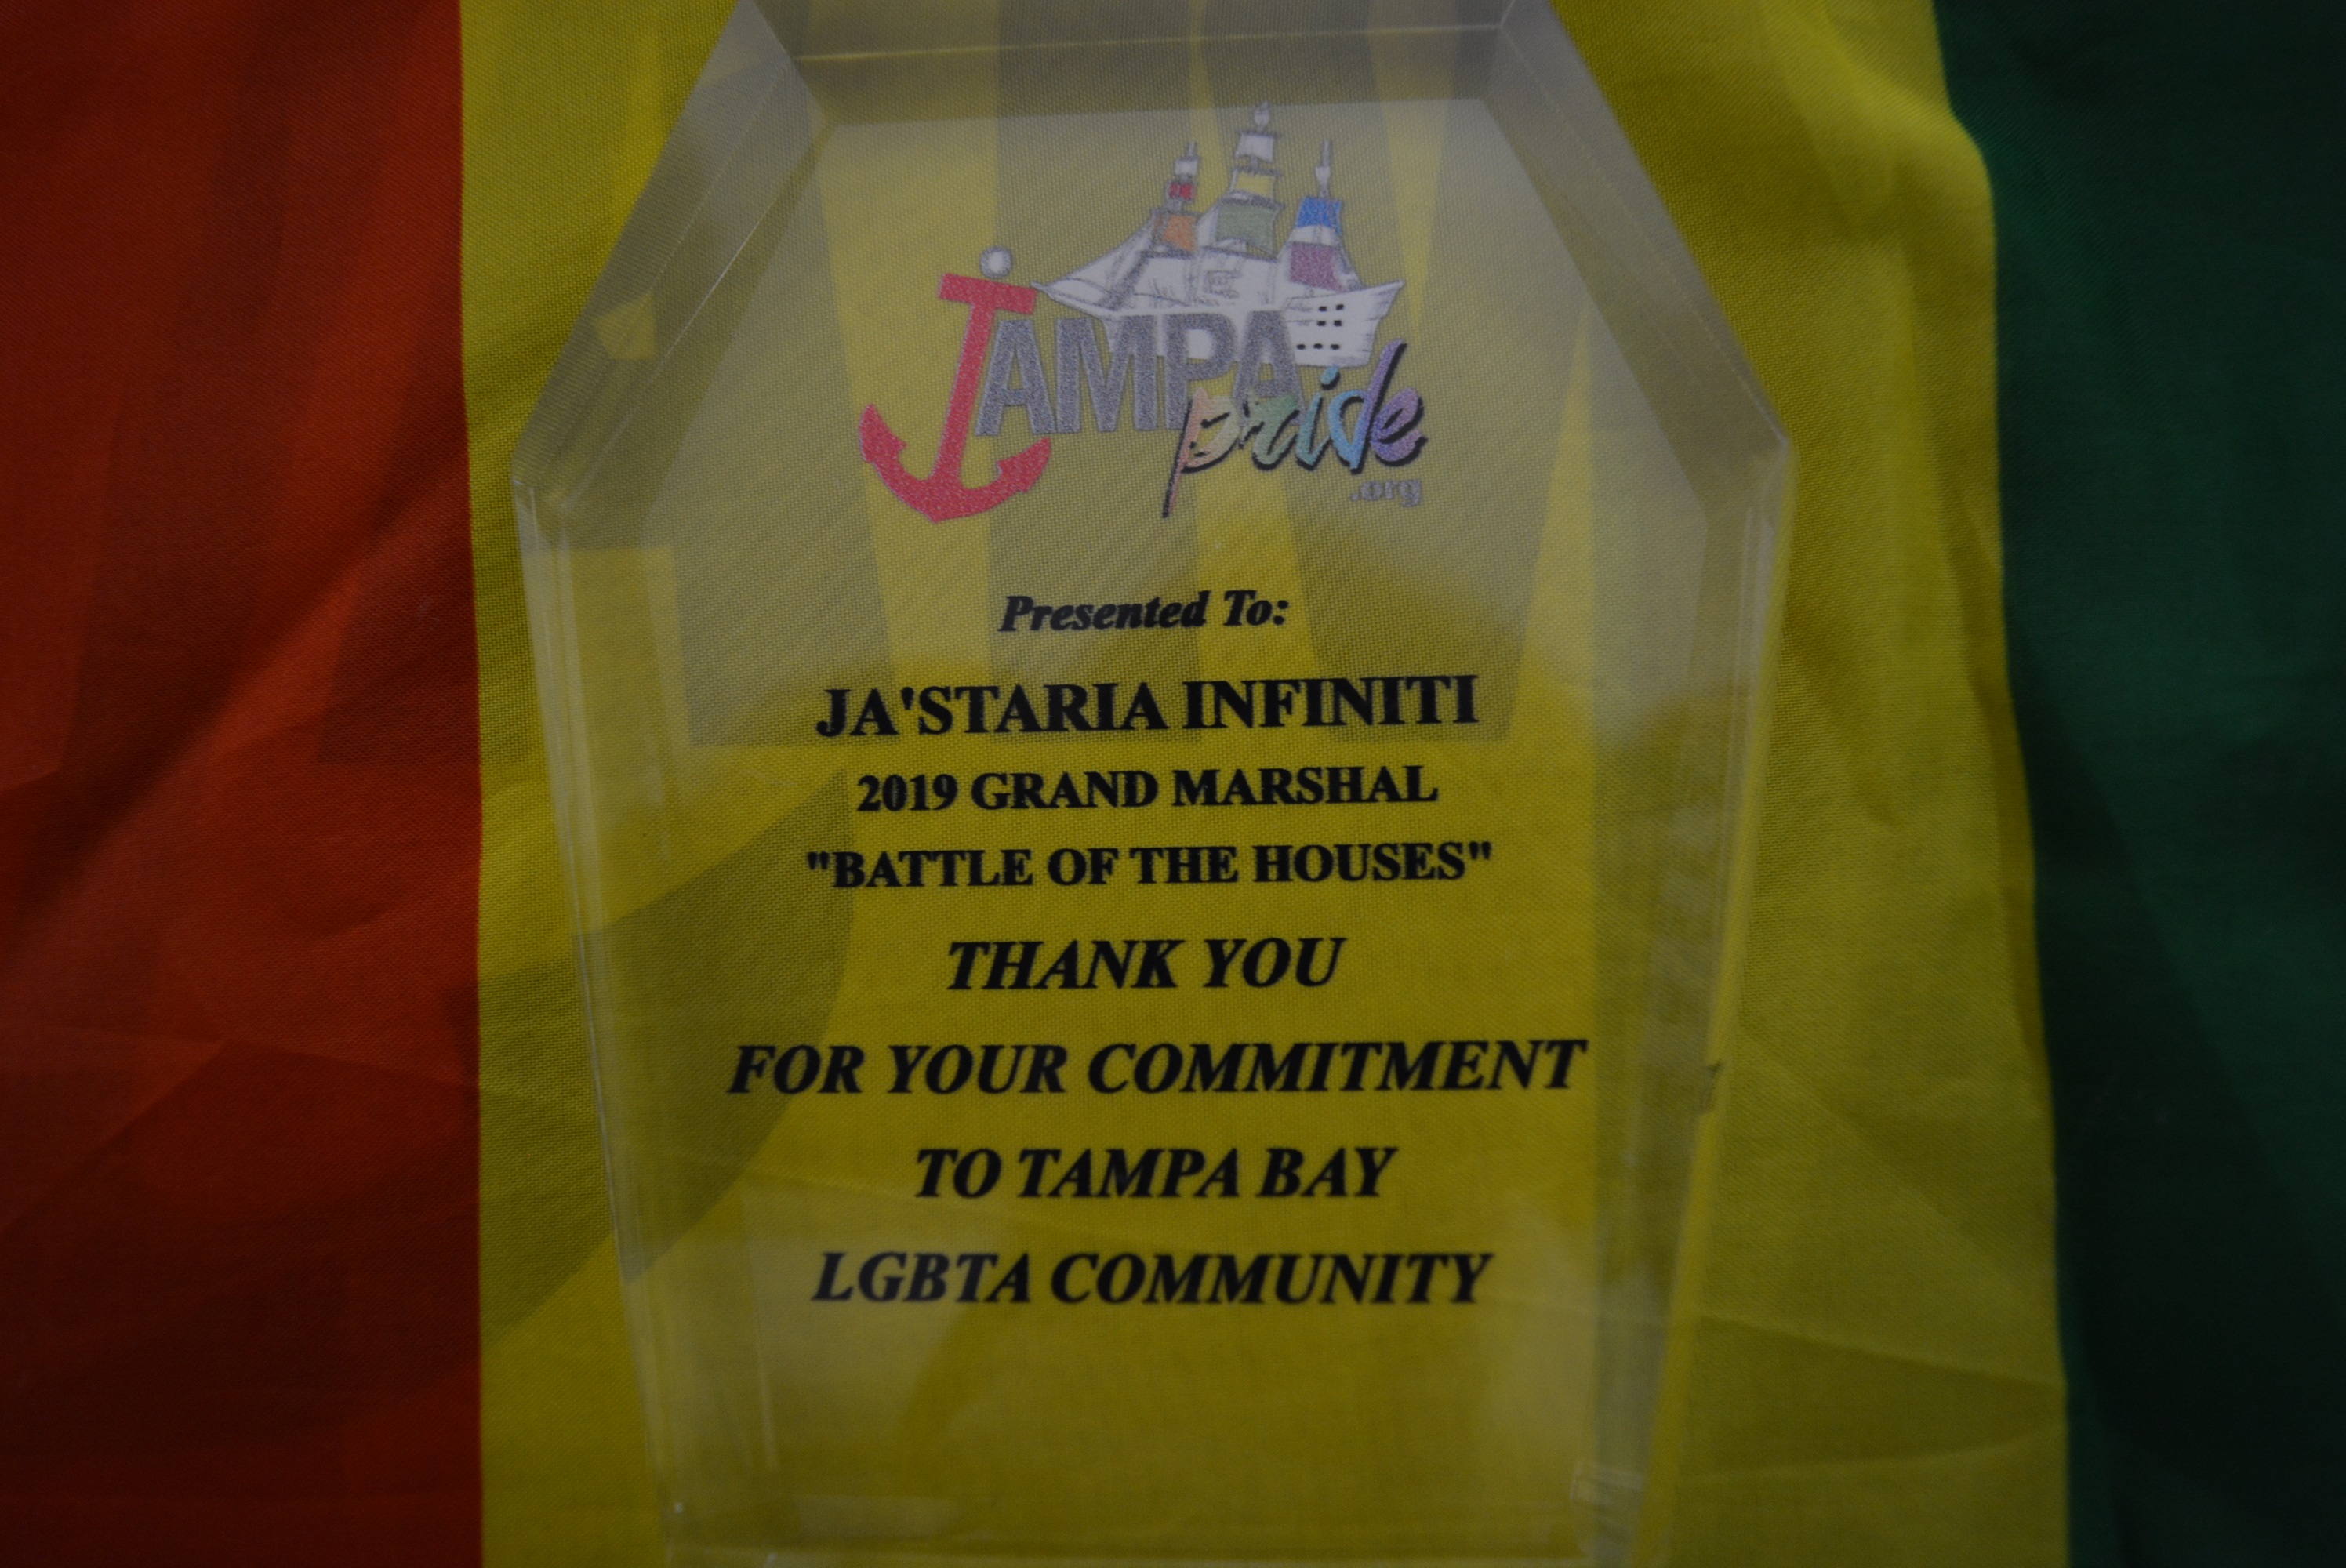 TAMPA
pride
.org
Presented To:
JA'STARIA INFINITI
2019 GRAND MARSHAL
"BATTLE OF THE HOUSES"
THANK YOU
FOR YOUR COMMITMENT
TO TAMPA BAY
LGBTA COMMUNITY